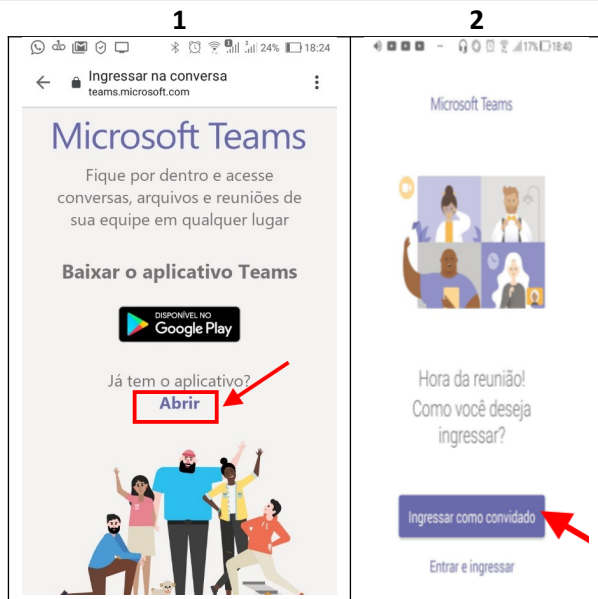 1
24% 18:24
Ingressar na conversa
teams.microsoft.com
Microsoft Teams
Fique por dentro e acesse
conversas, arquivos e reuniões de
sua equipe em qualquer lugar
Baixar o aplicativo Teams
DISPONÍVEL NO
Google Play
Já tem o aplicativo?
Abrir
2
17% 18:40
Microsoft Teams
Hora da reunião!
Como você deseja
ingressar?
Ingressar como convidado
Entrar e ingressar